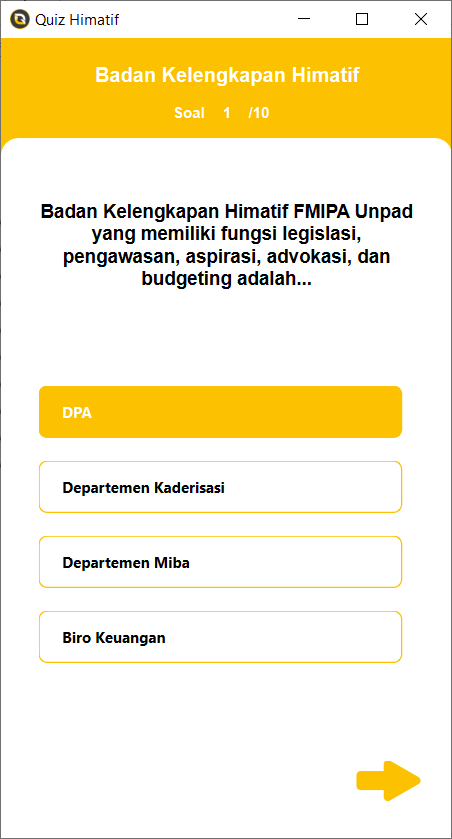 Quiz Himatif
Badan Kelengkapan Himatif
Soal 1 /10
Badan Kelengkapan Himatif FMIPA Unpad
yang memiliki fungsi legislasi,
pengawasan, aspirasi, advokasi, dan
budgeting adalah...
DPA
Departemen Kaderisasi
Departemen Miba
Biro Keuangan